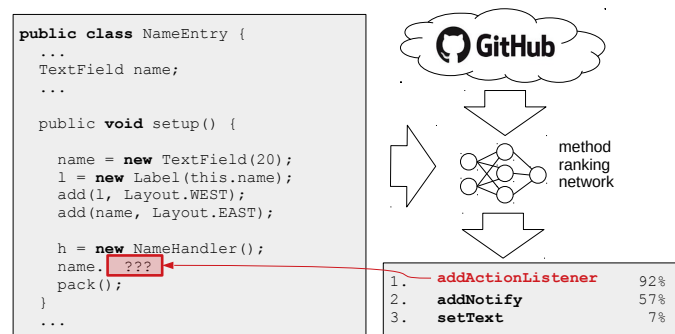 public class NameEntry {
...
TextField name;
...
public void setup() {
name = new TextField(20);
l = new Label(this.name);
add(l, Layout.WEST);
add(name, Layout.EAST);
h = new NameHandler();
name. ???
pack();
}
...
GitHub
method
ranking
network
1. addActionListener 92%
2. addNotify 57%
3. setText 7%